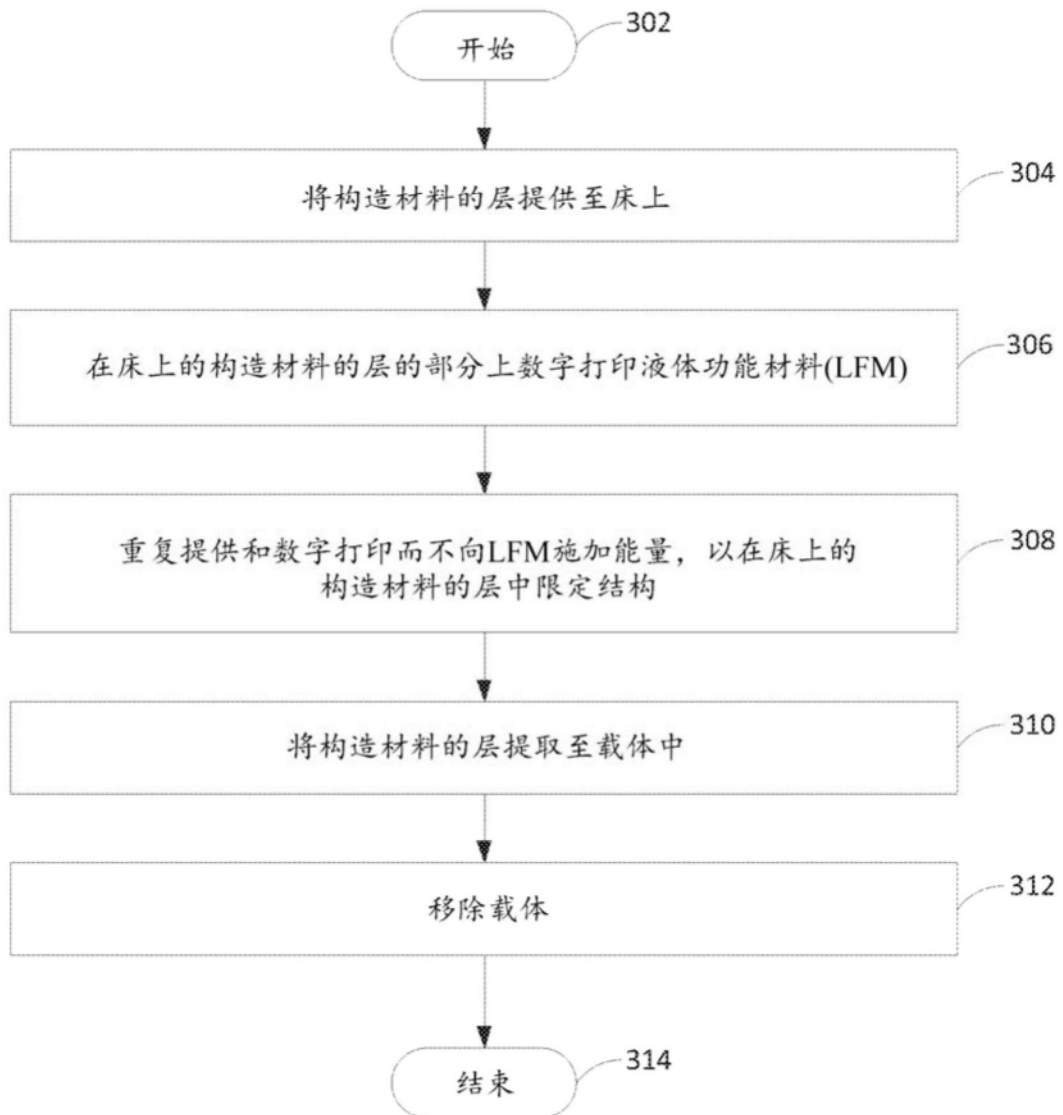 开始
302
将构造材料的层提供至床上
304
在床上的构造材料的层的部分上数字打印液体功能材料(LFM)
306
重复提供和数字打印而不向LFM施加能量，以在床上的
构造材料的层中限定结构
308
将构造材料的层提取至载体中
310
移除载体
312
结束
314